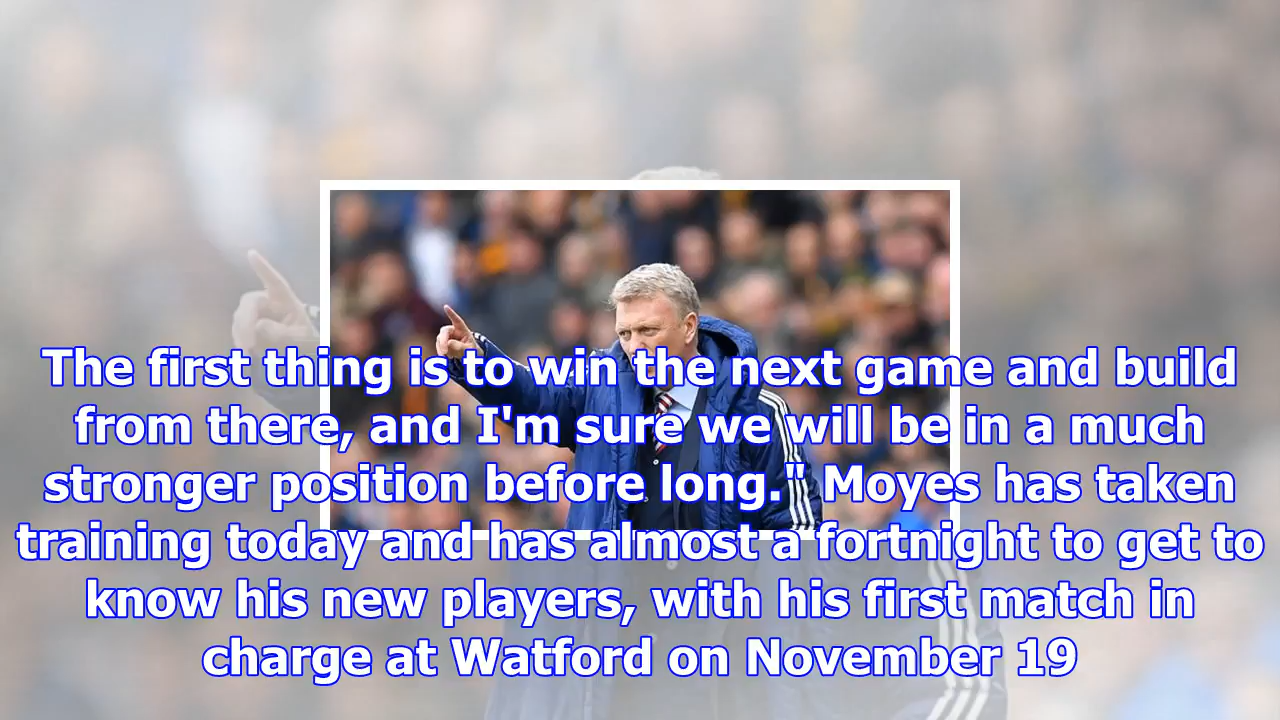 The first thing is to win the next game and build
from there, and I'm sure we will be in a much
stronger position before long." Moyes has taken
training today and has almost a fortnight to get to
know his new players, with his first match in
charge at Watford on November 19